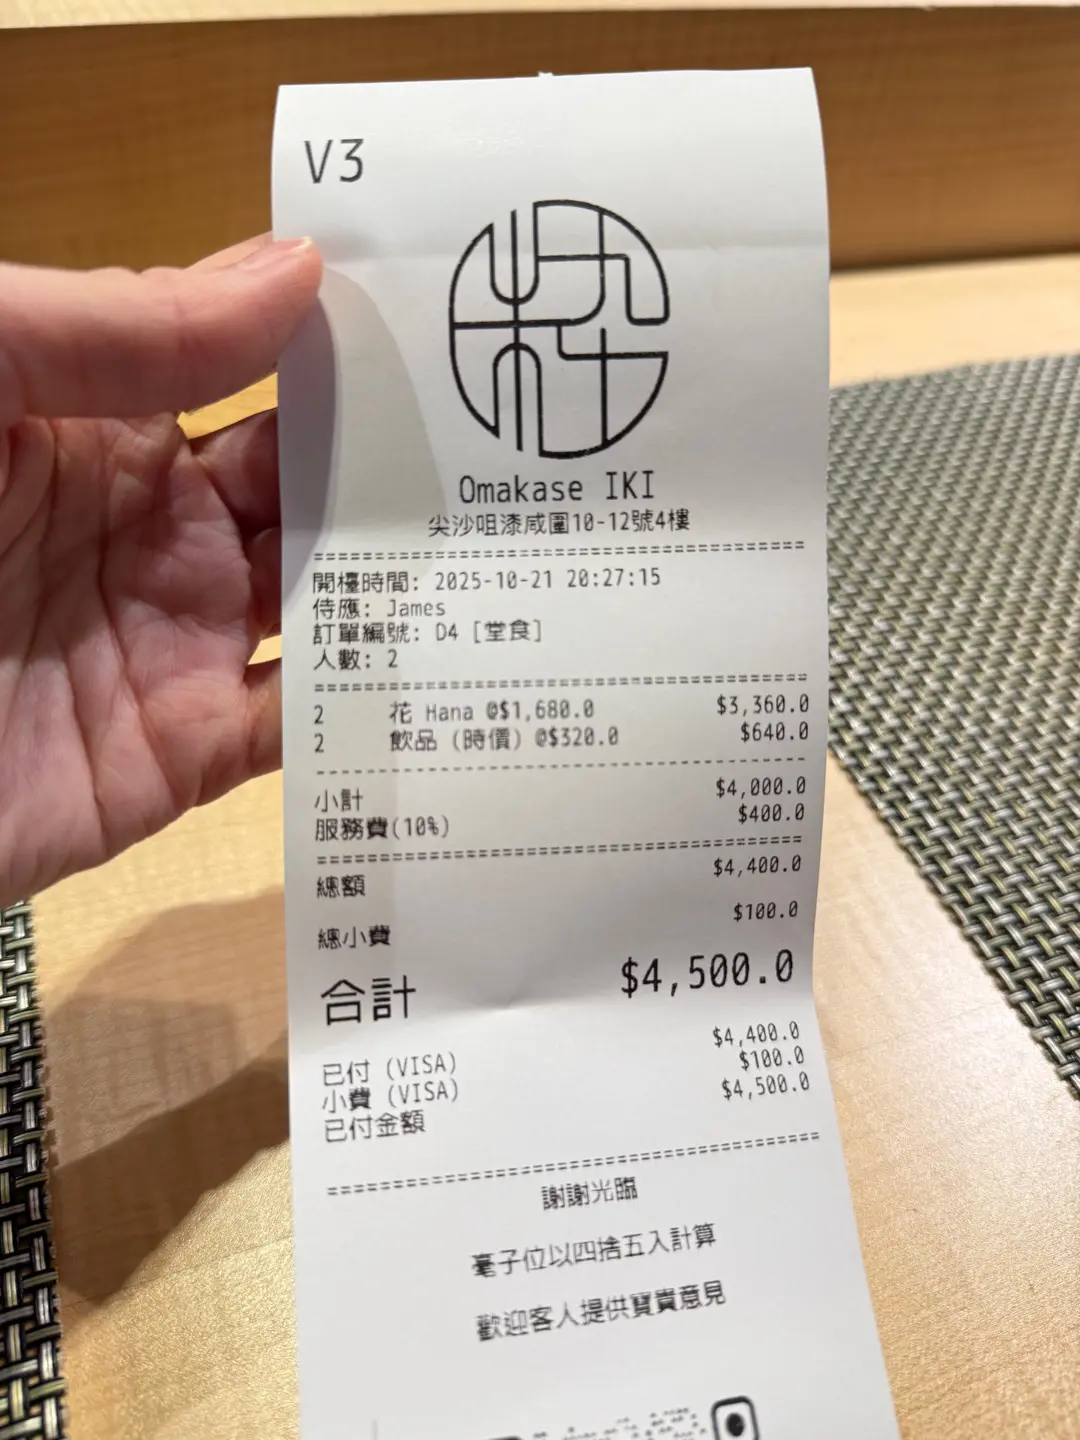 V3
粋
Omakase IKI
尖沙咀漆咸圍10-12號4樓
開檯時間: 2025-10-21 20:27:15
侍應: James
訂單編號: D4 [堂食]
人數: 2
2 花 Hana @$1,680.0 $3,360.0
2 飲品 (時價) @$320.0 $640.0
小計 $4,000.0
服務費(10%) $400.0
總額 $4,400.0
總小費 $100.0
合計 $4,500.0
已付 (VISA) $4,400.0
小費 (VISA) $100.0
已付金額 $4,500.0
謝謝光臨
毫子位以四捨五入計算
歡迎客人提供寶貴意見